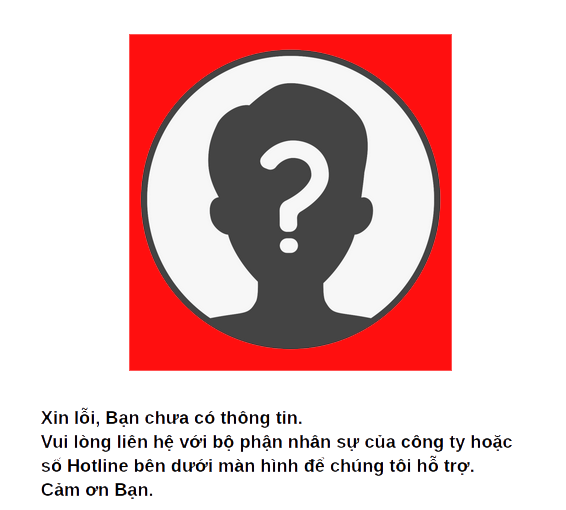 Xin lỗi, Bạn chưa có thông tin.
Vui lòng liên hệ với bộ phận nhân sự của công ty hoặc
số Hotline bên dưới màn hình để chúng tôi hỗ trợ.
Cảm ơn Bạn.